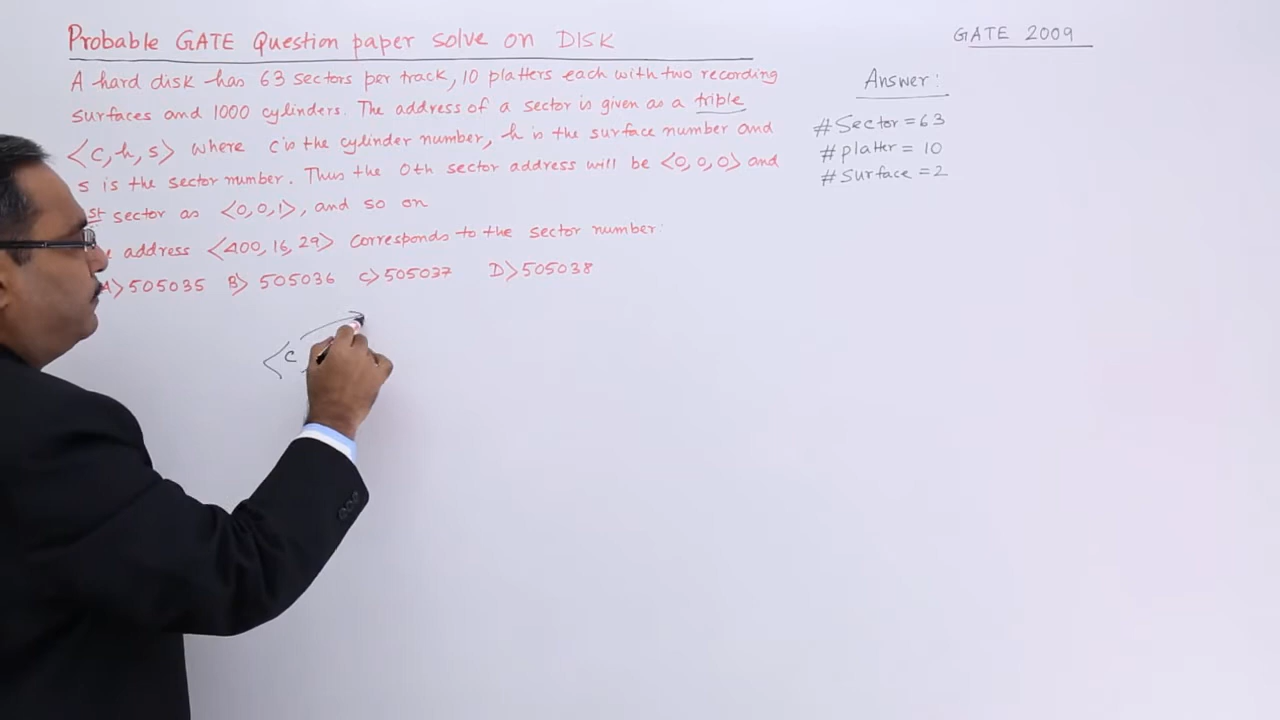 Probable GATE Question paper solve on DISK
GATE 2009
A hard disk has 63 sectors per track, 10 platters each with two recording
surfaces and 1000 cylinders. The address of a sector is given as a triple
<c, h, s> where c is the cylinder number, h is the surface number and
s is the sector number. Thus the 0th sector address will be <0, 0, 0> and
st sector as <0, 0, 1>, and so on
address <400, 16, 29> corresponds to the sector number:
A> 505035 B> 505036 C> 505037 D> 505038
<c
Answer:
#Sector = 63
#platter = 10
#Surface = 2